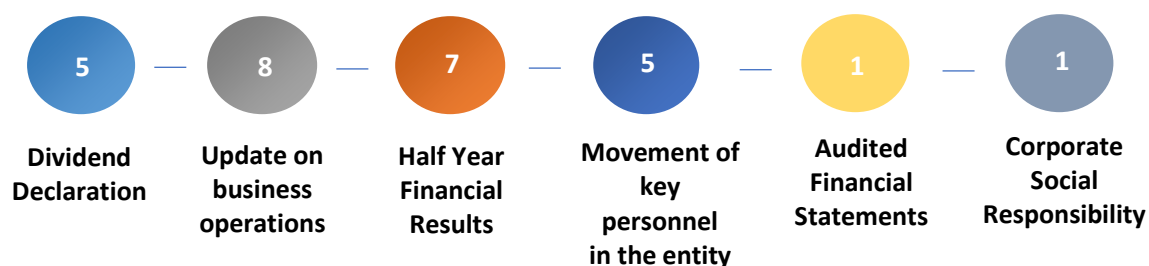 5
8
7
5
1
1
Dividend
Declaration
Update on
business
operations
Half Year
Financial
Results
Movement of
key
personnel
in the entity
Audited
Financial
Statements
Corporate
Social
Responsibility